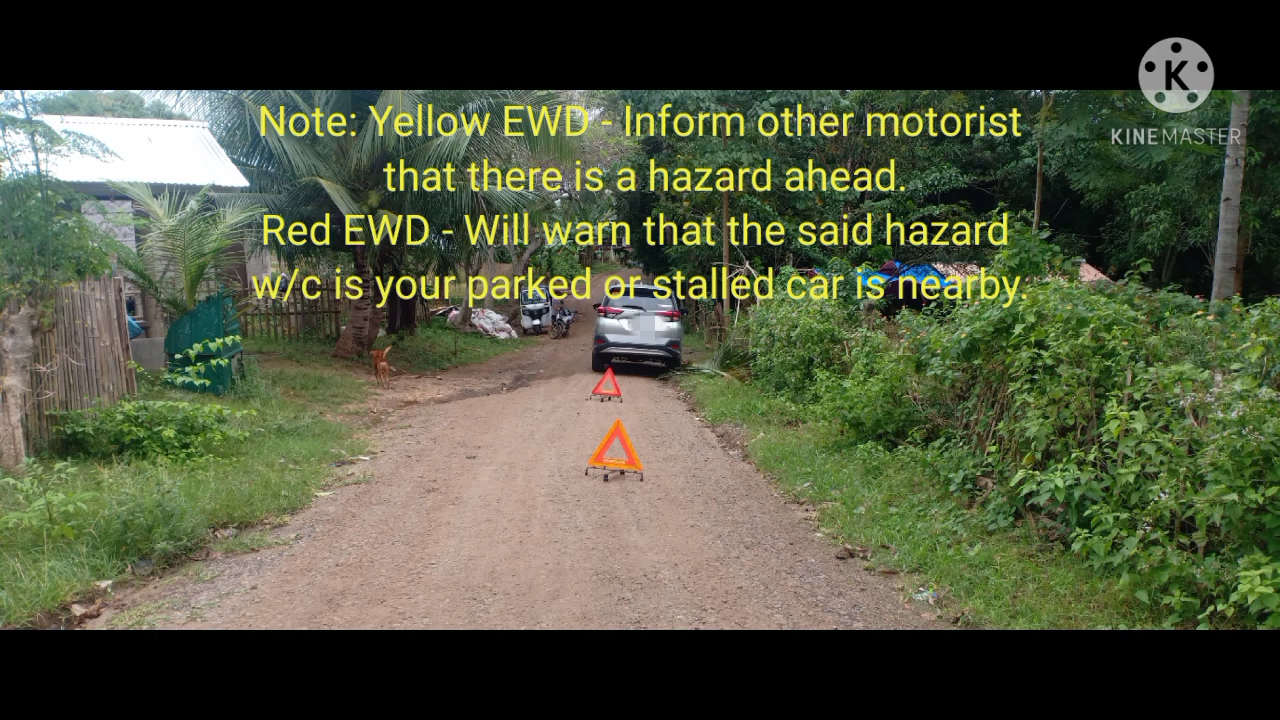 Note: Yellow EWD - Inform other motorist
that there is a hazard ahead.
Red EWD - Will warn that the said hazard
w/c is your parked or stalled car is nearby.
K
KINEMASTER